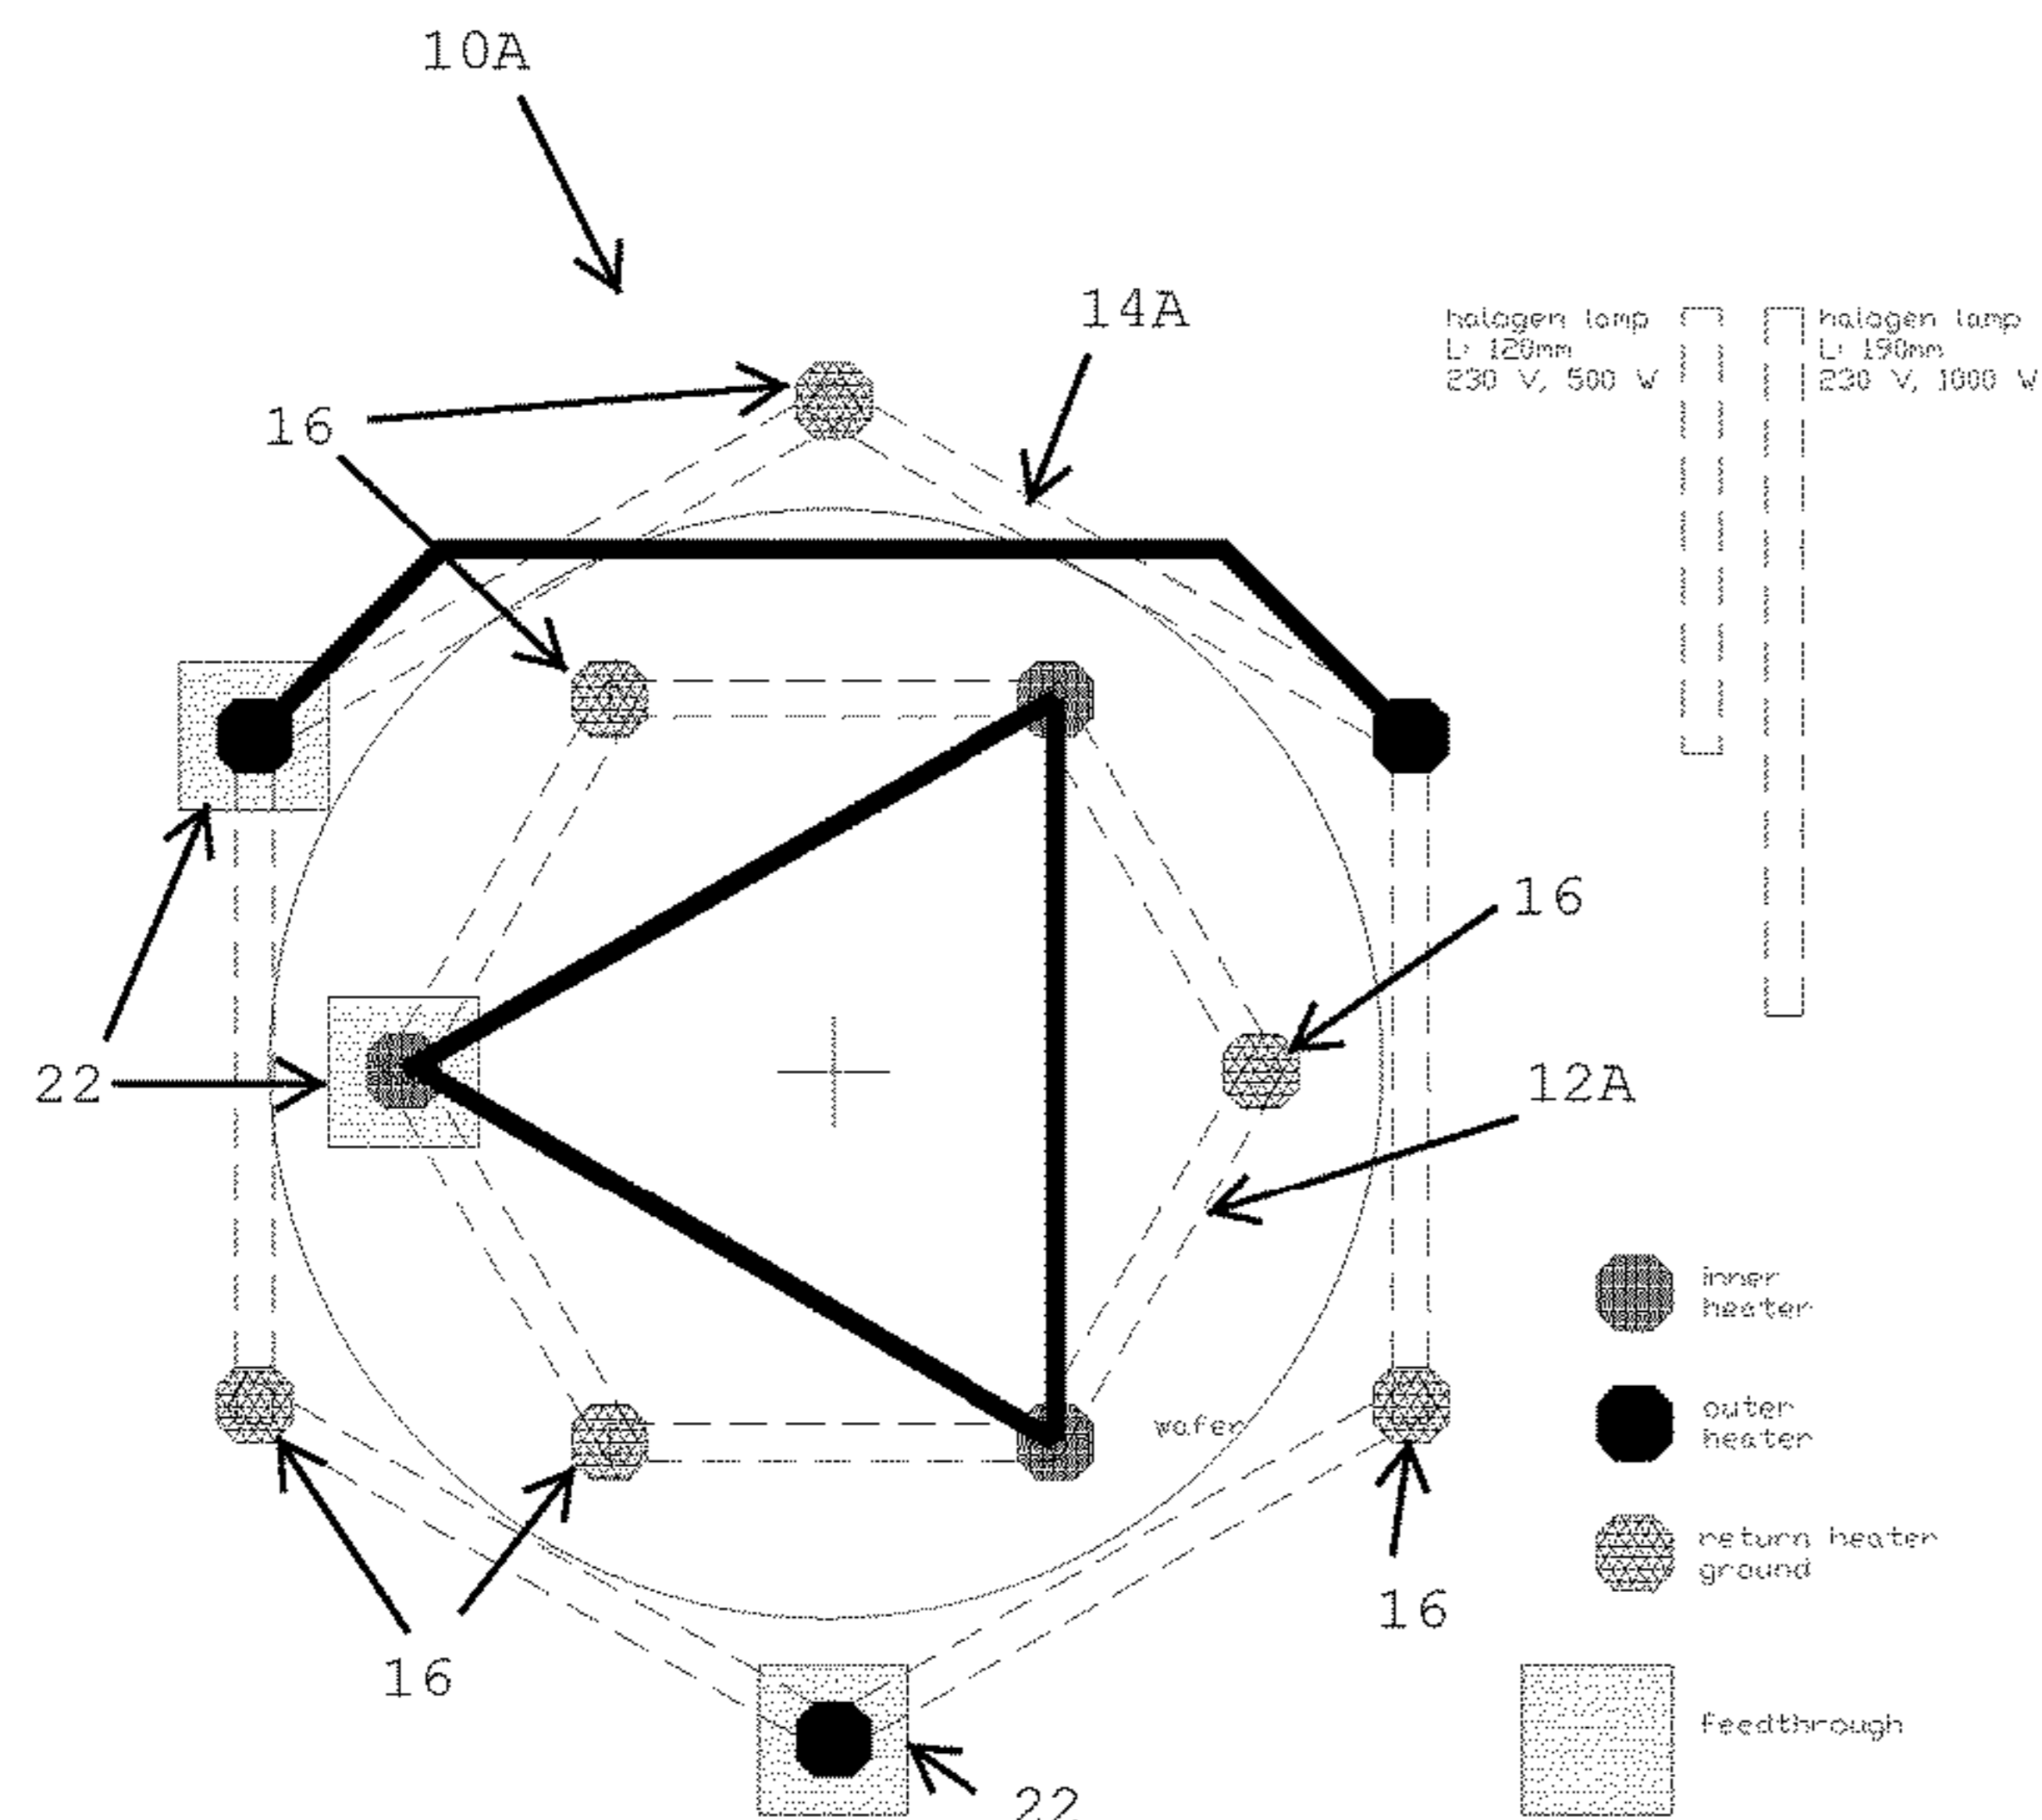 10A
14A
halogen lamp
L: 120mm
230 V, 500 W
halogen lamp
L: 190mm
230 V, 1000 W
16
16
22
12A
inner
heater
outer
heater
wafer
return heater
ground
16
16
feedthrough
22